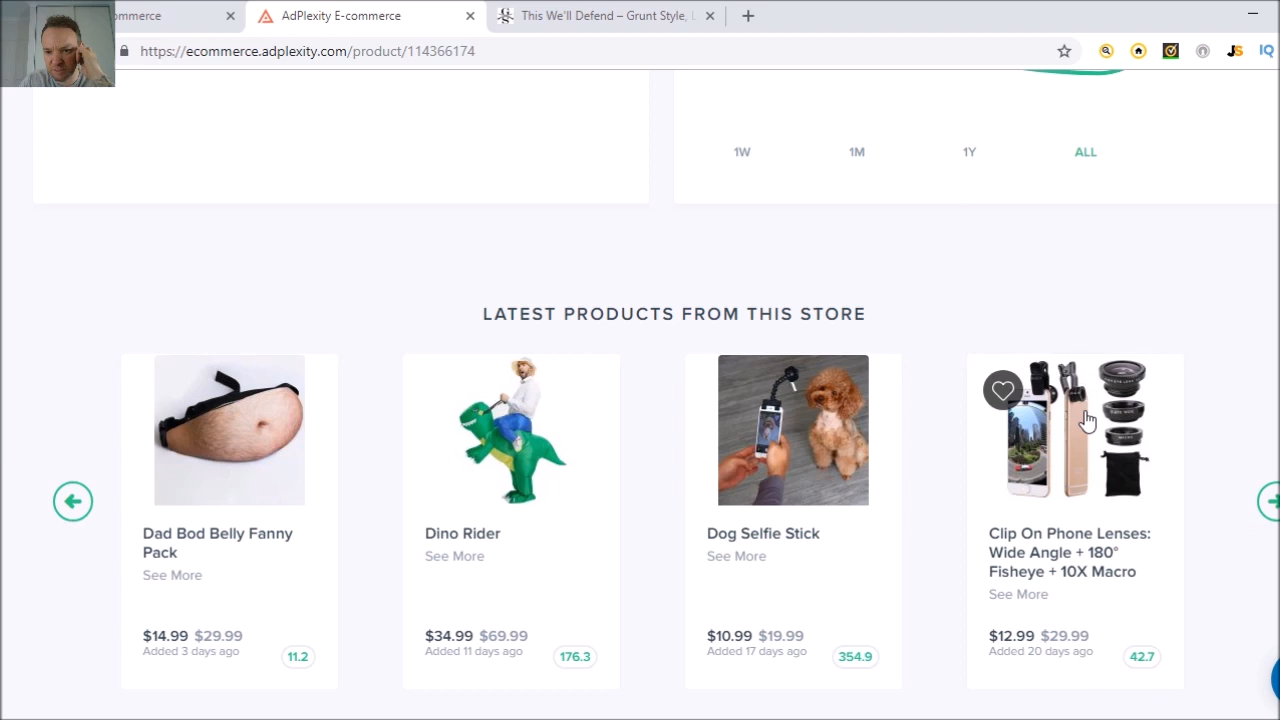 ommerce
AdPlexity E-commerce
This We'll Defend – Grunt Style,
https://ecommerce.adplexity.com/product/114366174
JS
IQ
1W 1M 1Y ALL
LATEST PRODUCTS FROM THIS STORE
Dad Bod Belly Fanny
Pack
See More
$14.99 $29.99
Added 3 days ago
11.2
Dino Rider
See More
$34.99 $69.99
Added 11 days ago
176.3
Dog Selfie Stick
See More
$10.99 $19.99
Added 17 days ago
354.9
Clip On Phone Lenses:
Wide Angle + 180°
Fisheye + 10X Macro
See More
$12.99 $29.99
Added 20 days ago
42.7